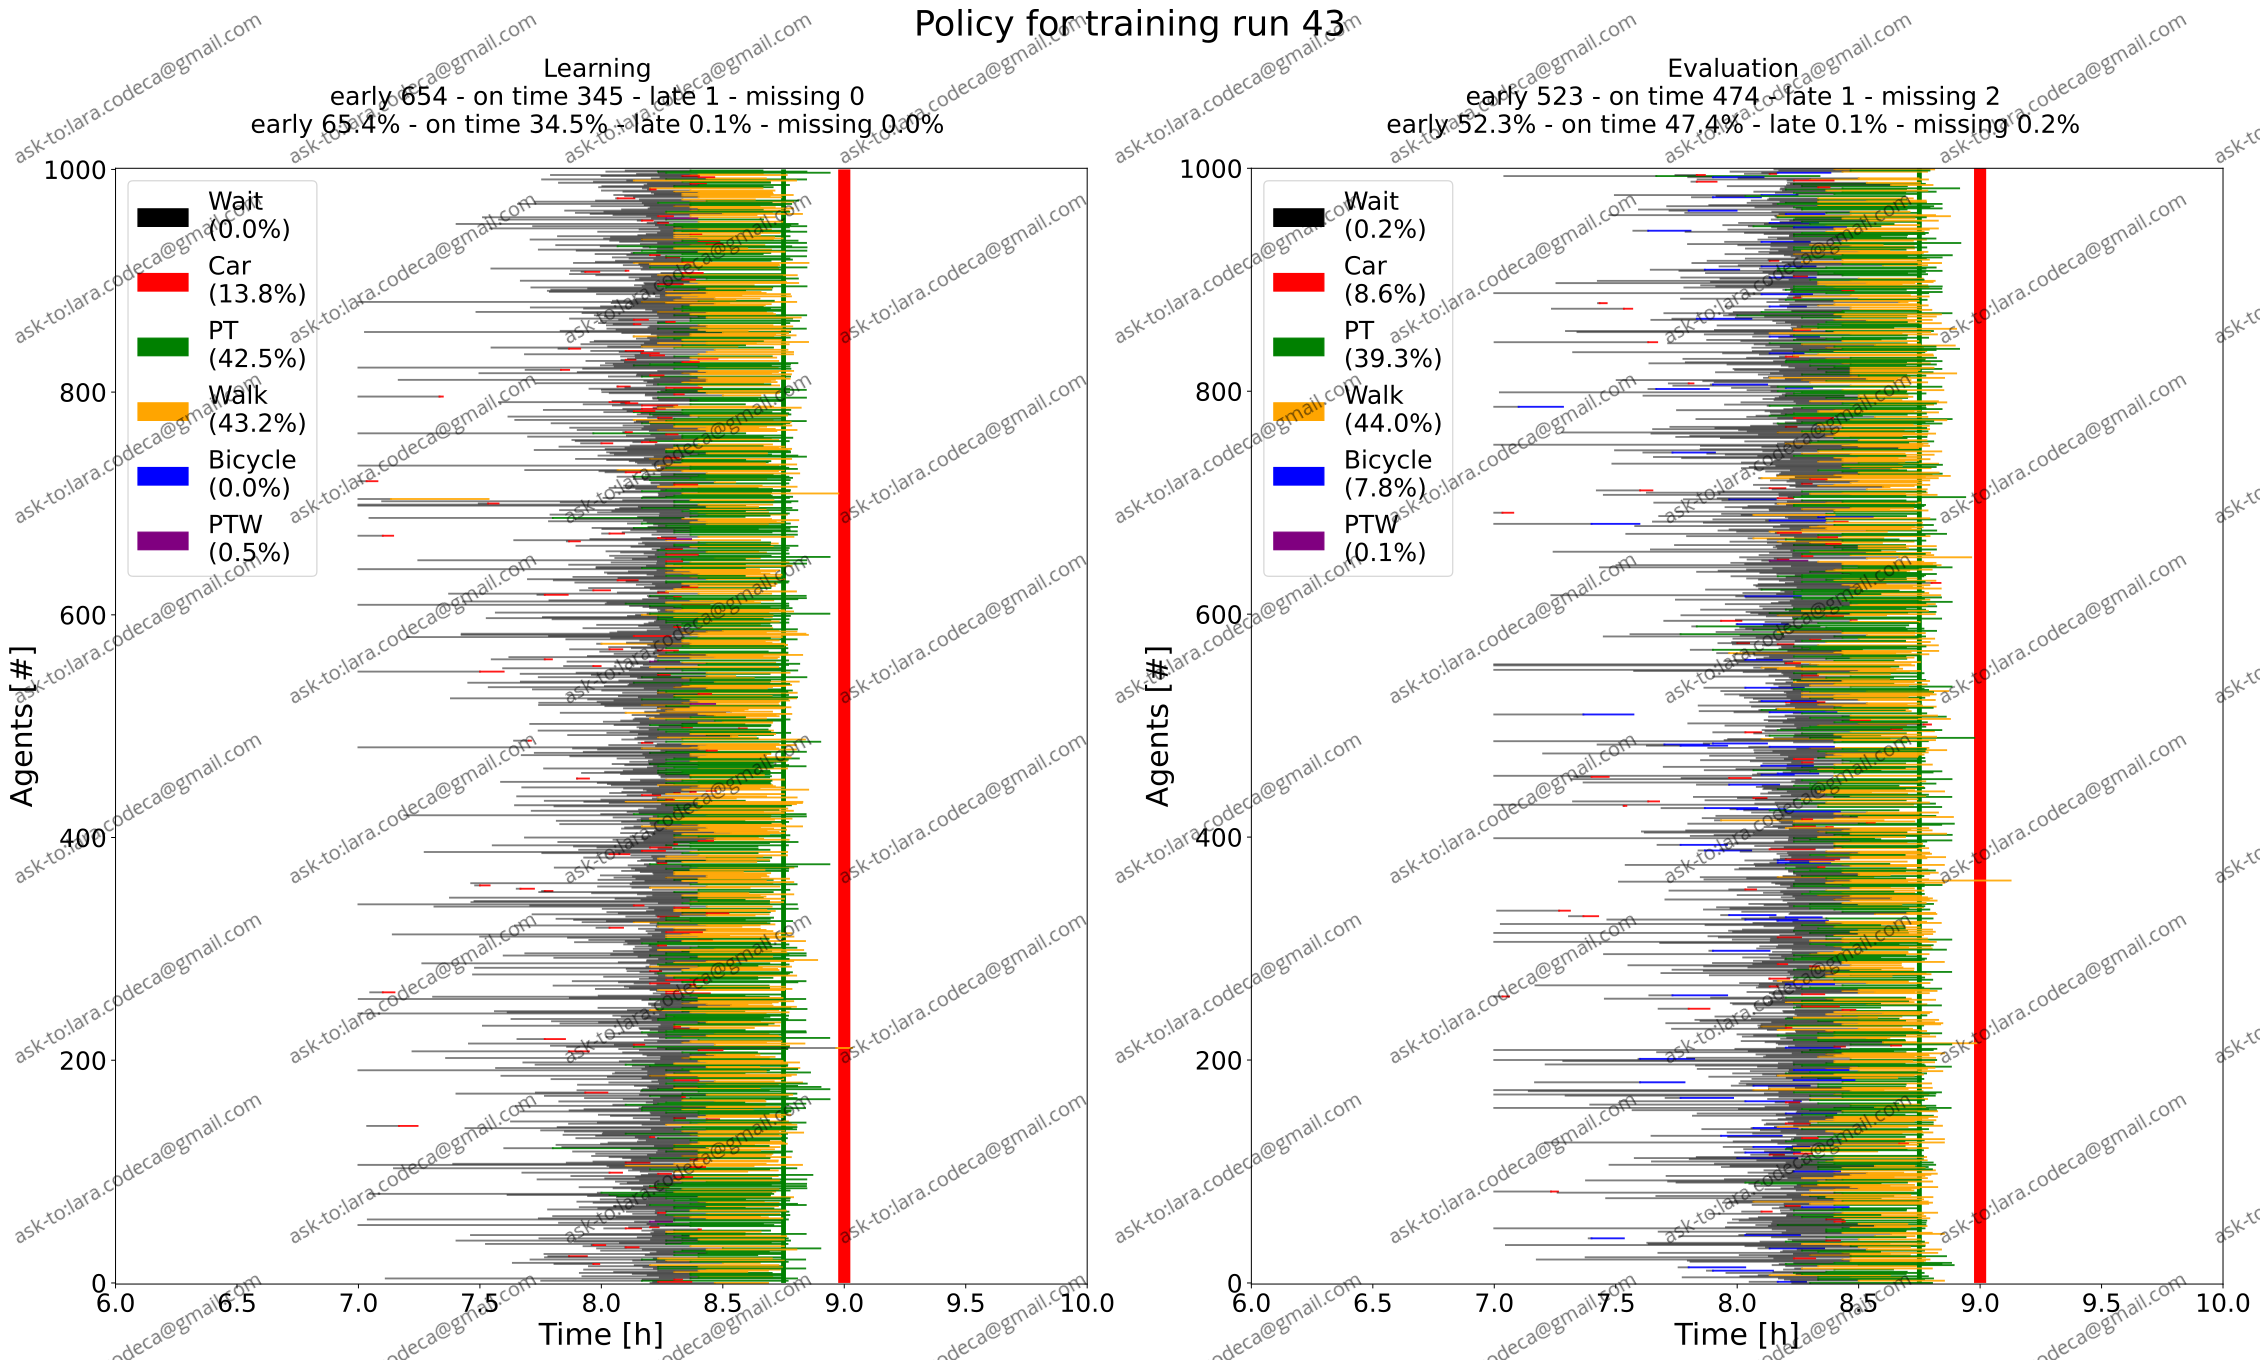 Policy for training run 43
Learning
early 654 - on time 345 - late 1 - missing 0
early 65.4% - on time 34.5% - late 0.1% - missing 0.0%
1000
800
600
400
200
0
Agents [#]
Wait
(0.0%)
Car
(13.8%)
PT
(42.5%)
Walk
(43.2%)
Bicycle
(0.0%)
PTW
(0.5%)
6.0 6.5 7.0 7.5 8.0 8.5 9.0 9.5 10.0
Time [h]
Evaluation
early 523 - on time 474 - late 1 - missing 2
early 52.3% - on time 47.4% - late 0.1% - missing 0.2%
1000
800
600
400
200
0
Agents [#]
Wait
(0.2%)
Car
(8.6%)
PT
(39.3%)
Walk
(44.0%)
Bicycle
(7.8%)
PTW
(0.1%)
6.0 6.5 7.0 7.5 8.0 8.5 9.0 9.5 10.0
Time [h]
ask-to:lara.codeca@gmail.com